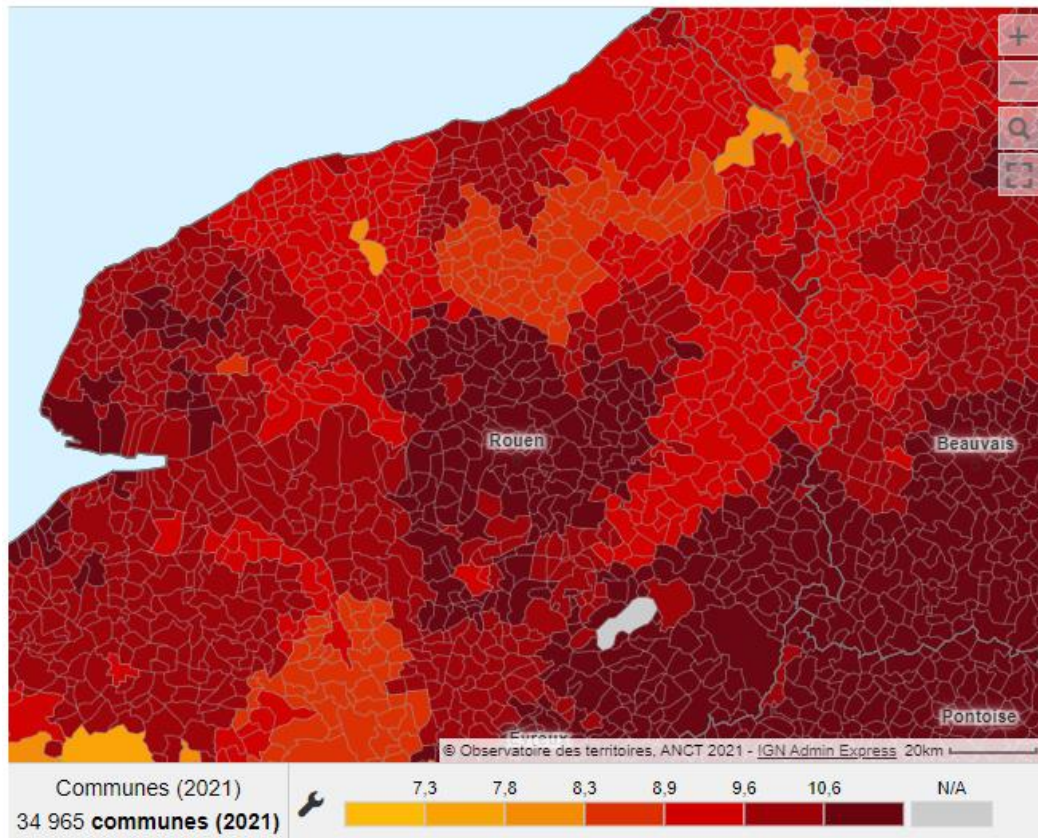 +
−
Rouen
Beauvais
Pontoise
Evreux
© Observatoire des territoires, ANCT 2021 - IGN Admin Express 20km
Communes (2021)
34 965 communes (2021)
7,3 7,8 8,3 8,9 9,6 10,6 N/A